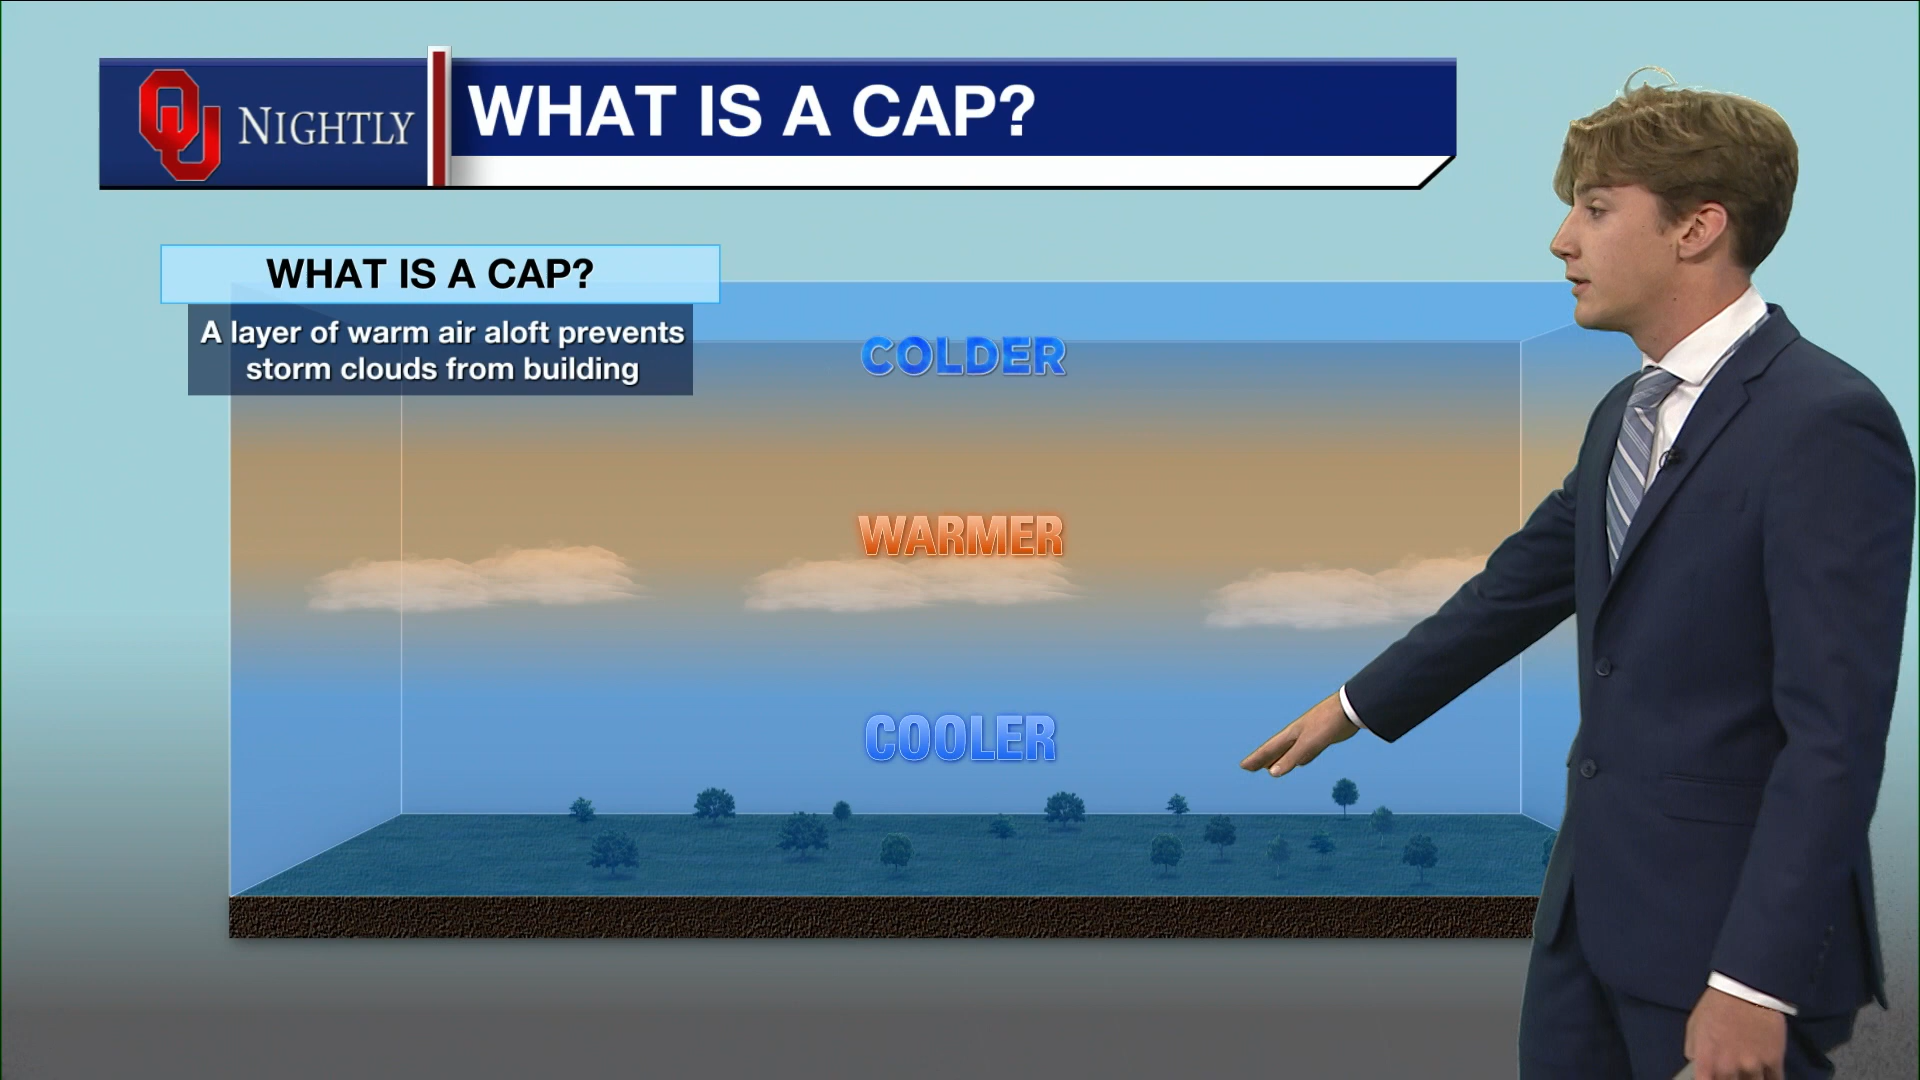 OU NIGHTLY
WHAT IS A CAP?
WHAT IS A CAP?
A layer of warm air aloft prevents
storm clouds from building
COLDER
WARMER
COOLER